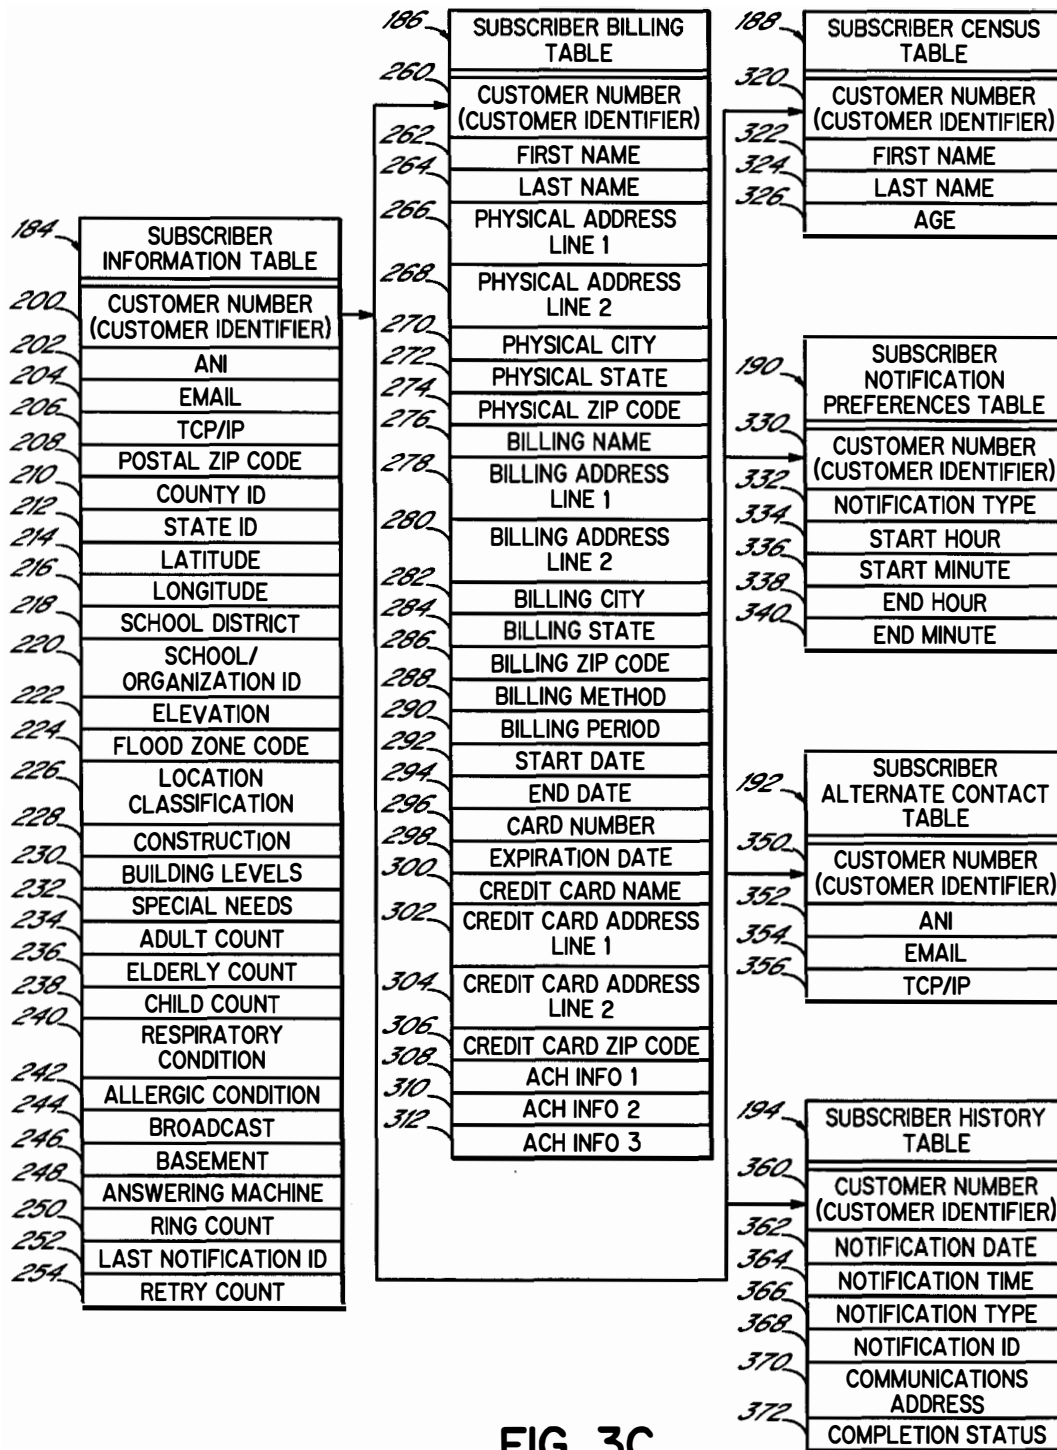 184
SUBSCRIBER
INFORMATION TABLE
200
CUSTOMER NUMBER
(CUSTOMER IDENTIFIER)
202
ANI
204
EMAIL
206
TCP/IP
208
POSTAL ZIP CODE
210
COUNTY ID
212
STATE ID
214
LATITUDE
216
LONGITUDE
218
SCHOOL DISTRICT
220
SCHOOL/
ORGANIZATION ID
222
ELEVATION
224
FLOOD ZONE CODE
226
LOCATION
CLASSIFICATION
228
CONSTRUCTION
230
BUILDING LEVELS
232
SPECIAL NEEDS
234
ADULT COUNT
236
ELDERLY COUNT
238
CHILD COUNT
240
RESPIRATORY
CONDITION
242
ALLERGIC CONDITION
244
BROADCAST
246
BASEMENT
248
ANSWERING MACHINE
250
RING COUNT
252
LAST NOTIFICATION ID
254
RETRY COUNT
186
SUBSCRIBER BILLING
TABLE
260
CUSTOMER NUMBER
(CUSTOMER IDENTIFIER)
262
FIRST NAME
264
LAST NAME
266
PHYSICAL ADDRESS
LINE 1
268
PHYSICAL ADDRESS
LINE 2
270
PHYSICAL CITY
272
PHYSICAL STATE
274
PHYSICAL ZIP CODE
276
BILLING NAME
278
BILLING ADDRESS
LINE 1
280
BILLING ADDRESS
LINE 2
282
BILLING CITY
284
BILLING STATE
286
BILLING ZIP CODE
288
BILLING METHOD
290
BILLING PERIOD
292
START DATE
294
END DATE
296
CARD NUMBER
298
EXPIRATION DATE
300
CREDIT CARD NAME
302
CREDIT CARD ADDRESS
LINE 1
304
CREDIT CARD ADDRESS
LINE 2
306
CREDIT CARD ZIP CODE
308
ACH INFO 1
310
ACH INFO 2
312
ACH INFO 3
188
SUBSCRIBER CENSUS
TABLE
320
CUSTOMER NUMBER
(CUSTOMER IDENTIFIER)
322
FIRST NAME
324
LAST NAME
326
AGE
190
SUBSCRIBER
NOTIFICATION
PREFERENCES TABLE
330
CUSTOMER NUMBER
(CUSTOMER IDENTIFIER)
332
NOTIFICATION TYPE
334
START HOUR
336
START MINUTE
338
END HOUR
340
END MINUTE
192
SUBSCRIBER
ALTERNATE CONTACT
TABLE
350
CUSTOMER NUMBER
(CUSTOMER IDENTIFIER)
352
ANI
354
EMAIL
356
TCP/IP
194
SUBSCRIBER HISTORY
TABLE
360
CUSTOMER NUMBER
(CUSTOMER IDENTIFIER)
362
NOTIFICATION DATE
364
NOTIFICATION TIME
366
NOTIFICATION TYPE
368
NOTIFICATION ID
370
COMMUNICATIONS
ADDRESS
372
COMPLETION STATUS
FIG. 3C